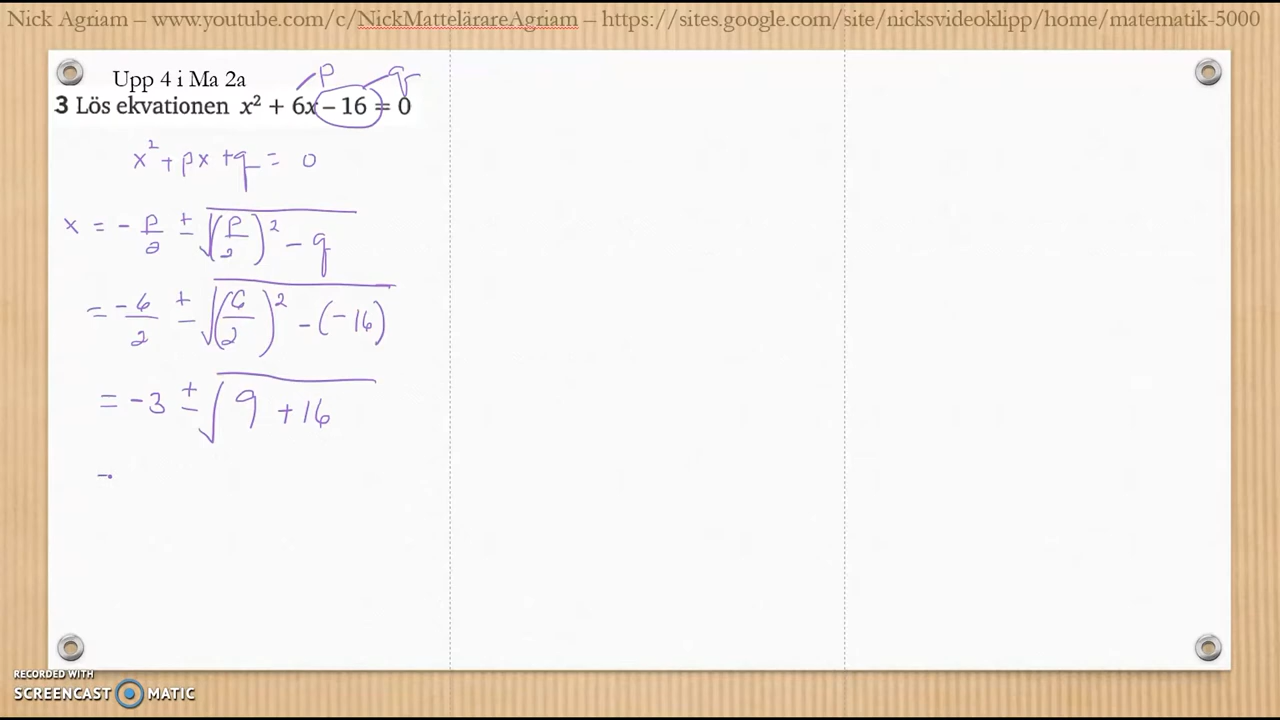 Nick Agriam – www.youtube.com/c/NickMattelärareAgriam – https://sites.google.com/site/nicksvideoklipp/home/matematik-5000
Upp 4 i Ma 2a
p q
3 Lös ekvationen x² + 6x – 16 = 0
x² + px + q = 0
x = - p/2 ± √((p/2)² - q)
= -6/2 ± √((6/2)² - (-16))
= -3 ± √(9 + 16)
RECORDED WITH
SCREENCAST MATIC